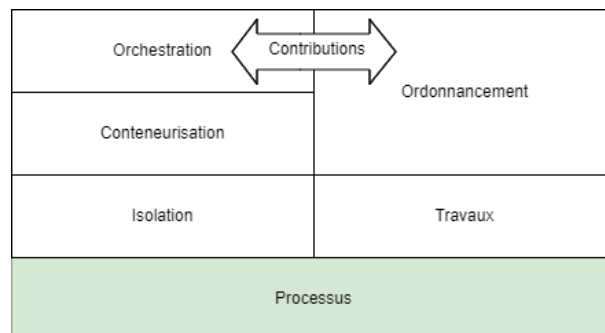 Orchestration
Contributions
Ordonnancement
Conteneurisation
Isolation
Travaux
Processus